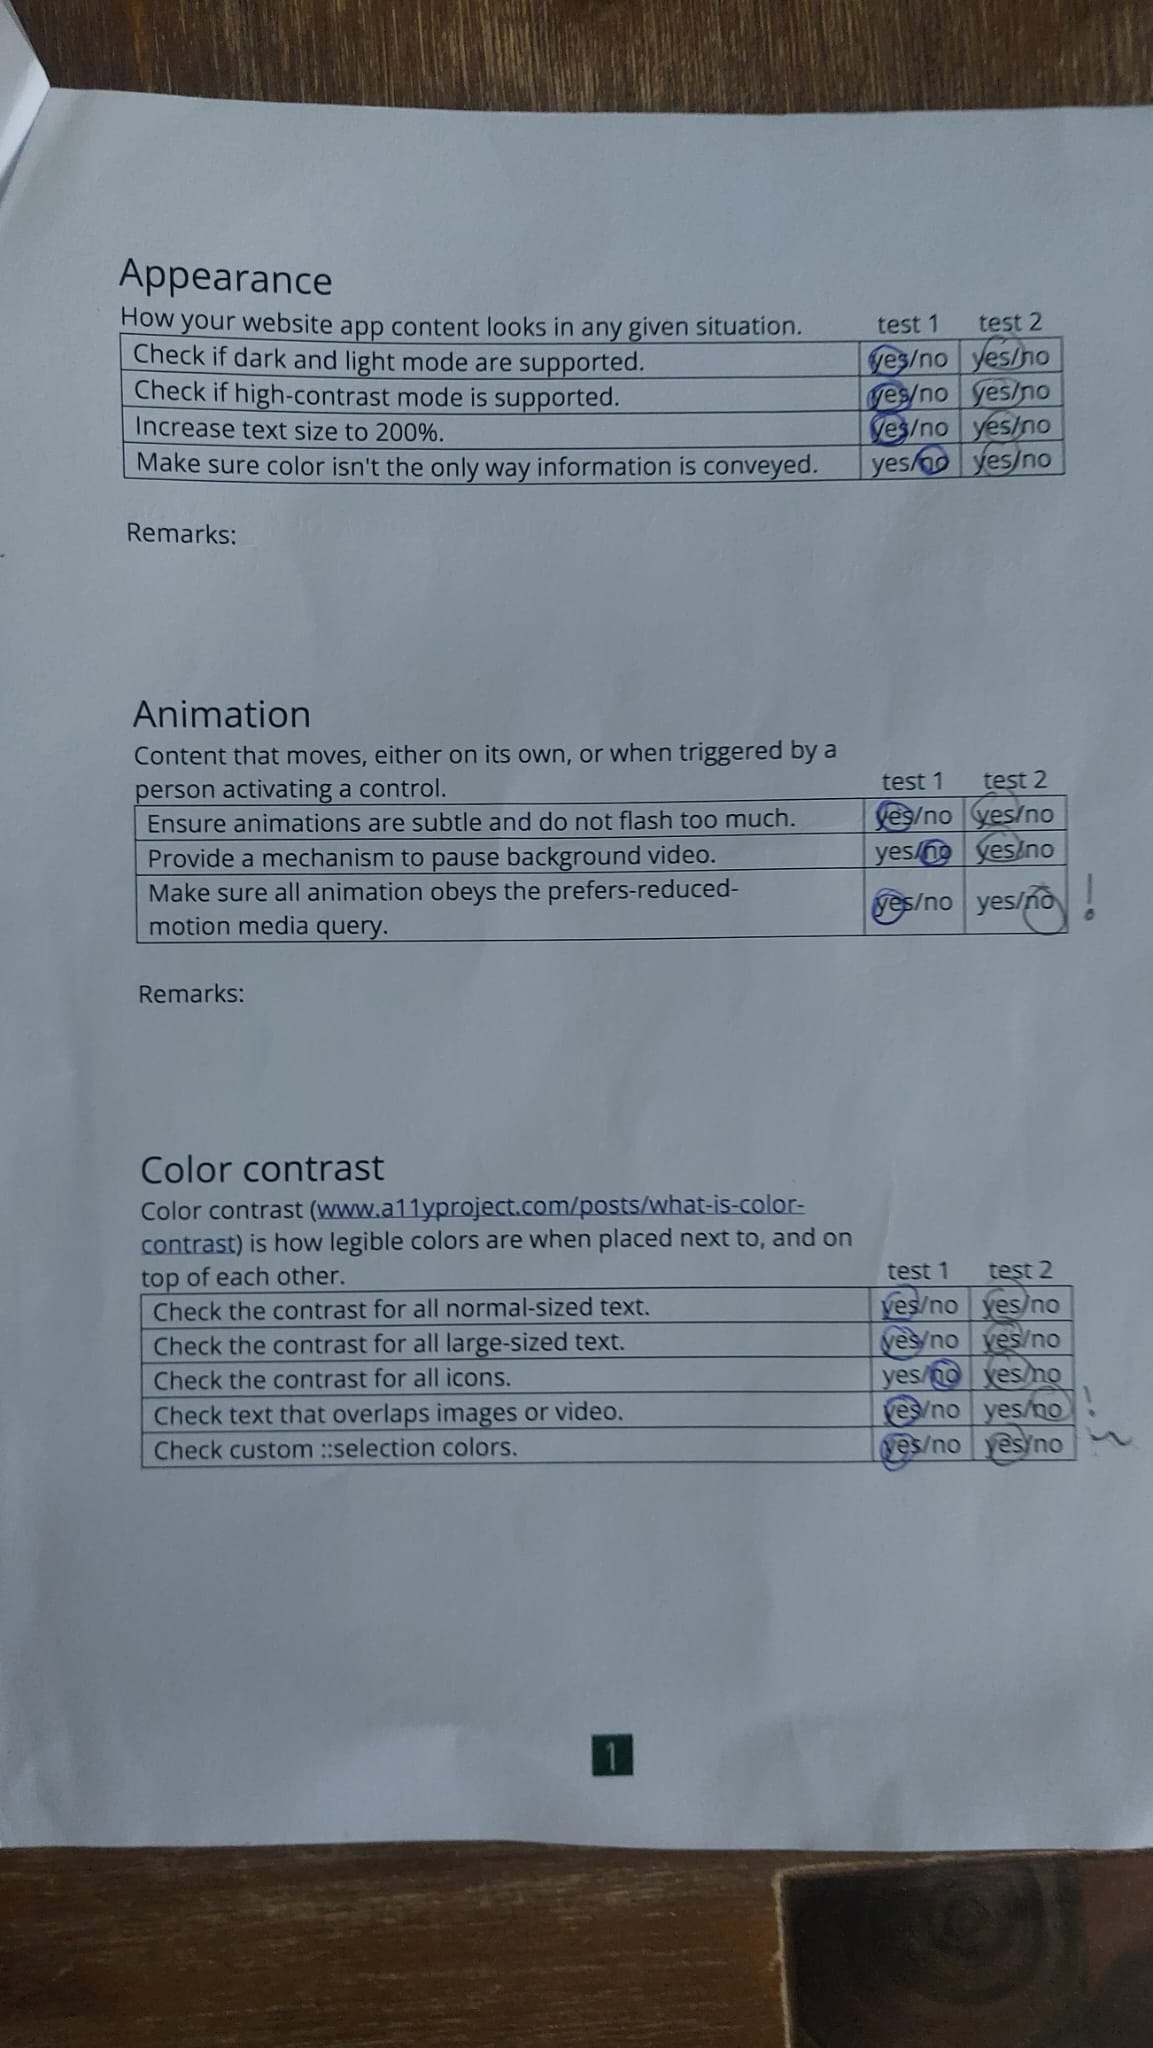 Appearance
How your website app content looks in any given situation. test 1 test 2
Check if dark and light mode are supported. yes/no yes/no
Check if high-contrast mode is supported. yes/no yes/no
Increase text size to 200%. yes/no yes/no
Make sure color isn't the only way information is conveyed. yes/no yes/no
Remarks:
Animation
Content that moves, either on its own, or when triggered by a
person activating a control. test 1 test 2
Ensure animations are subtle and do not flash too much. yes/no yes/no
Provide a mechanism to pause background video. yes/no yes/no
Make sure all animation obeys the prefers-reduced-
motion media query. yes/no yes/no !
Remarks:
Color contrast
Color contrast (www.a11yproject.com/posts/what-is-color-
contrast) is how legible colors are when placed next to, and on
top of each other. test 1 test 2
Check the contrast for all normal-sized text. yes/no yes/no
Check the contrast for all large-sized text. yes/no yes/no
Check the contrast for all icons. yes/no yes/no
Check text that overlaps images or video. yes/no yes/no !
Check custom ::selection colors. yes/no yes/no ~
1